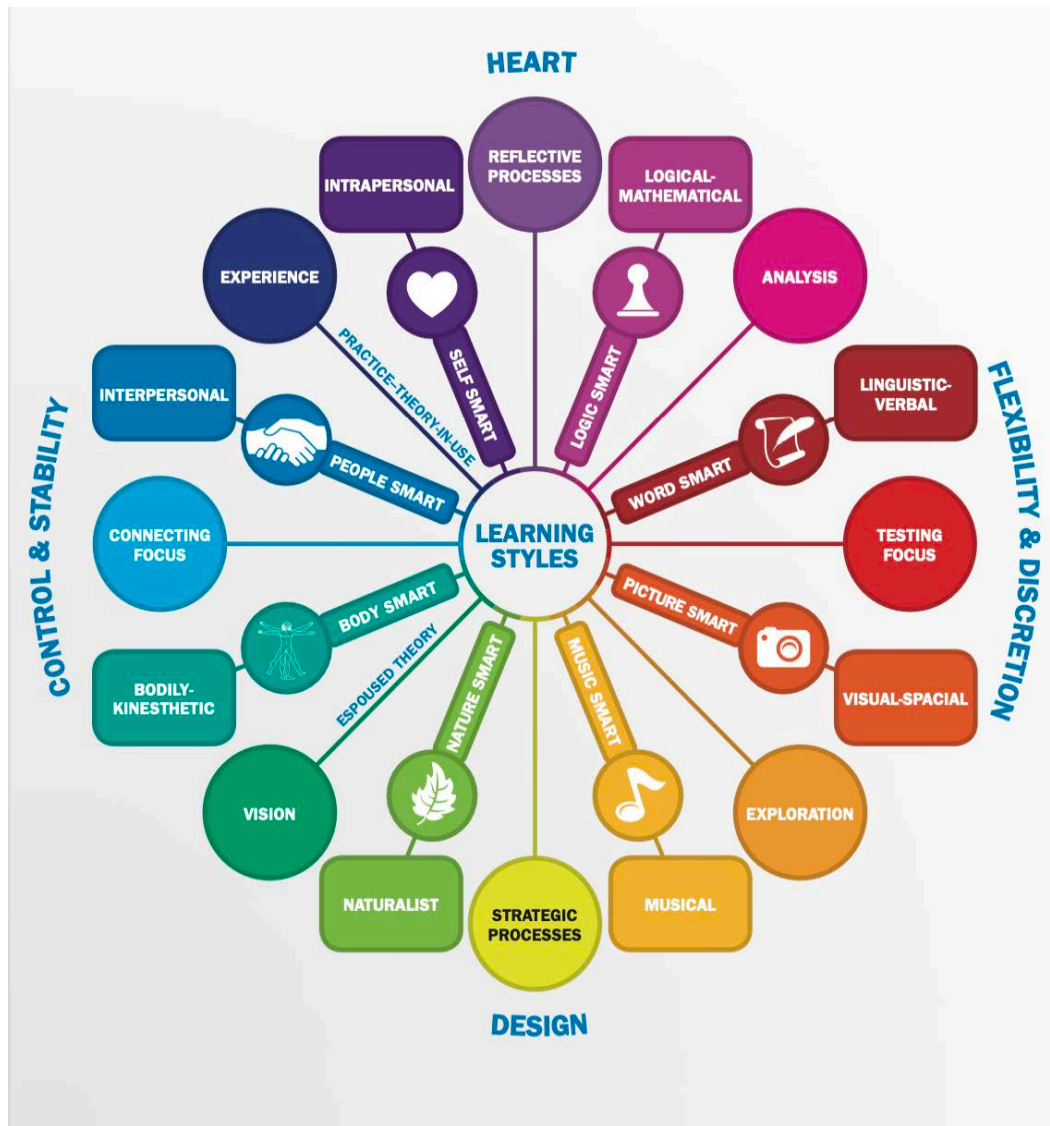 HEART
REFLECTIVE
PROCESSES
INTRAPERSONAL
LOGICAL-
MATHEMATICAL
EXPERIENCE
ANALYSIS
PRACTICE–THEORY-IN-USE
SELF SMART
LOGIC SMART
INTERPERSONAL
LINGUISTIC-
VERBAL
PEOPLE SMART
WORD SMART
CONTROL & STABILITY
FLEXIBILITY & DISCRETION
CONNECTING
FOCUS
LEARNING
STYLES
TESTING
FOCUS
BODY SMART
PICTURE SMART
BODILY-
KINESTHETIC
VISUAL-SPACIAL
ESPOUSED THEORY
NATURE SMART
MUSIC SMART
VISION
EXPLORATION
NATURALIST
STRATEGIC
PROCESSES
MUSICAL
DESIGN